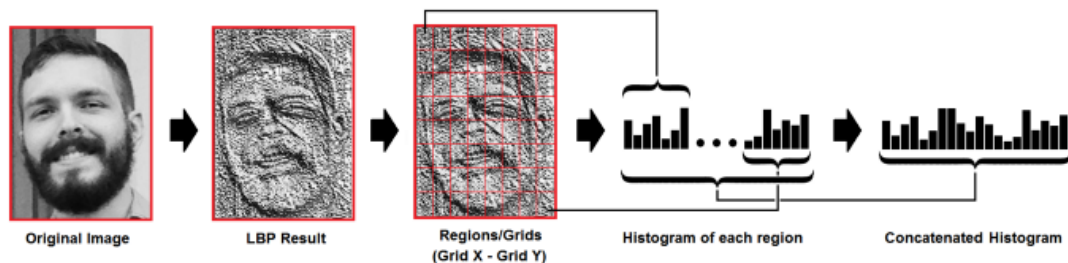 Original Image
LBP Result
Regions/Grids
(Grid X - Grid Y)
Histogram of each region
Concatenated Histogram